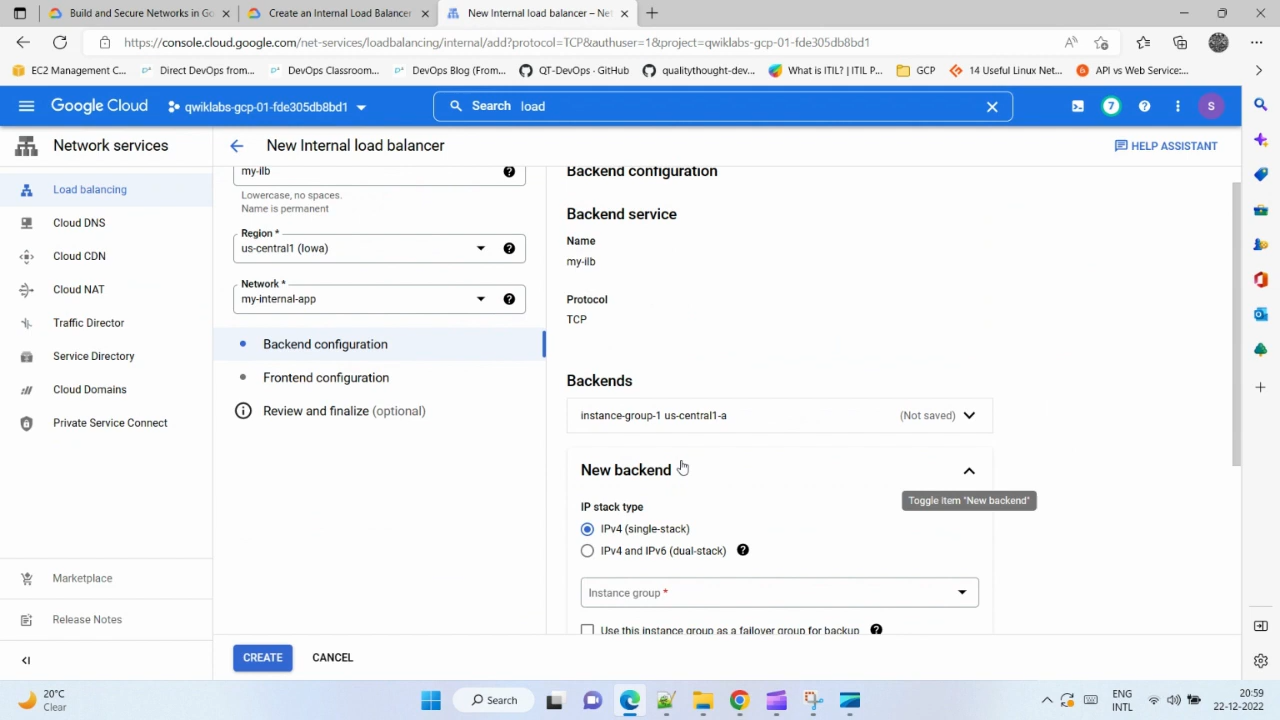 Build and Secure Networks in Go
Create an Internal Load Balancer
New Internal load balancer – Net
https://console.cloud.google.com/net-services/loadbalancing/internal/add?protocol=TCP&authuser=1&project=qwiklabs-gcp-01-fde305db8bd1
EC2 Management C...
Direct DevOps from...
DevOps Classroom...
DevOps Blog (From...
QT-DevOps · GitHub
qualitythought-dev...
What is ITIL? | ITIL P...
GCP
14 Useful Linux Net...
API vs Web Service:...
Google Cloud
qwiklabs-gcp-01-fde305db8bd1
Search load
7
S
Network services
New Internal load balancer
HELP ASSISTANT
Load balancing
Cloud DNS
Cloud CDN
Cloud NAT
Traffic Director
Service Directory
Cloud Domains
Private Service Connect
Marketplace
Release Notes
my-ilb
Lowercase, no spaces.
Name is permanent
Region *
us-central1 (Iowa)
Network *
my-internal-app
Backend configuration
Frontend configuration
Review and finalize (optional)
CREATE
CANCEL
Backend configuration
Backend service
Name
my-ilb
Protocol
TCP
Backends
instance-group-1 us-central1-a
(Not saved)
New backend
Toggle item "New backend"
IP stack type
IPv4 (single-stack)
IPv4 and IPv6 (dual-stack)
Instance group *
Use this instance group as a failover group for backup
20°C
Clear
Search
ENG
INTL
20:59
22-12-2022